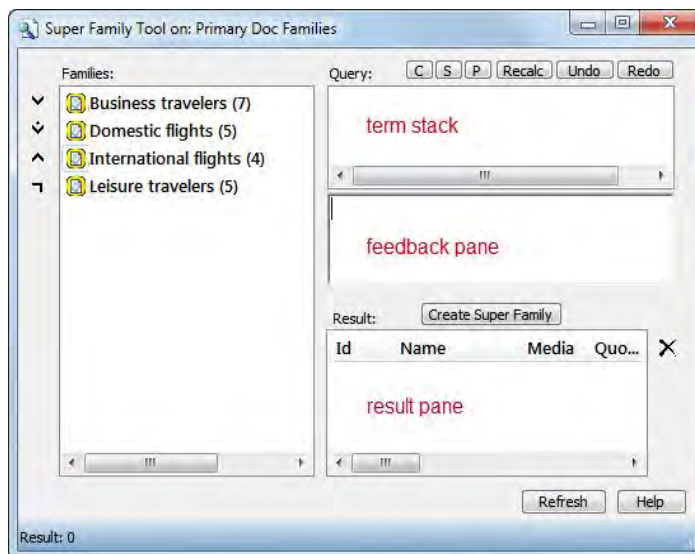 Super Family Tool on: Primary Doc Families
Families:
Business travelers (7)
Domestic flights (5)
International flights (4)
Leisure travelers (5)
Query:
C S P Recalc Undo Redo
term stack
feedback pane
Result:
Create Super Family
Id Name Media Quo...
result pane
Refresh Help
Result: 0